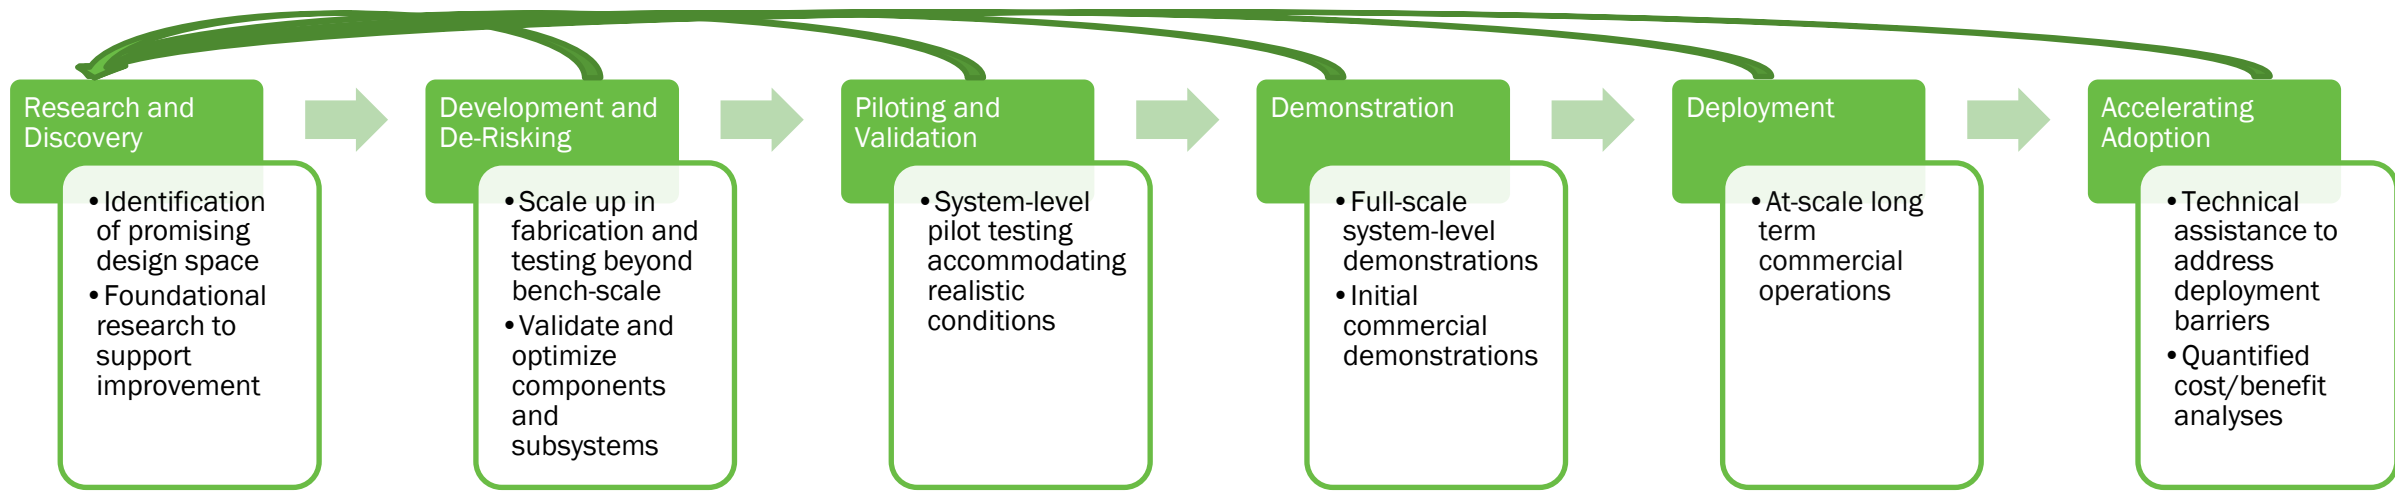 Research and
Discovery
•Identification
of promising
design space
•Foundational
research to
support
improvement
Development and
De-Risking
•Scale up in
fabrication and
testing beyond
bench-scale
•Validate and
optimize
components
and
subsystems
Piloting and
Validation
•System-level
pilot testing
accommodating
realistic
conditions
Demonstration
•Full-scale
system-level
demonstrations
•Initial
commercial
demonstrations
Deployment
•At-scale long
term
commercial
operations
Accelerating
Adoption
•Technical
assistance to
address
deployment
barriers
•Quantified
cost/benefit
analyses